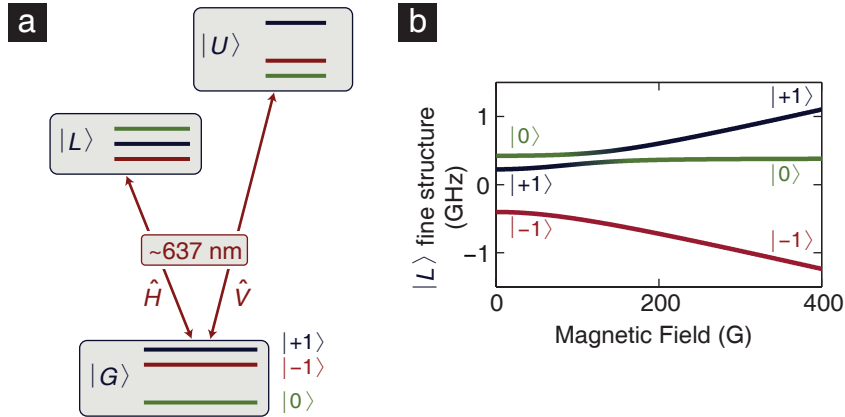 a
|U⟩
|L⟩
~637 nm
Ĥ
V̂
|G⟩
|+1⟩
|−1⟩
|0⟩
b
|L⟩ fine structure
(GHz)
1
0
−1
|0⟩
|+1⟩
|−1⟩
|+1⟩
|0⟩
|−1⟩
0
200
400
Magnetic Field (G)